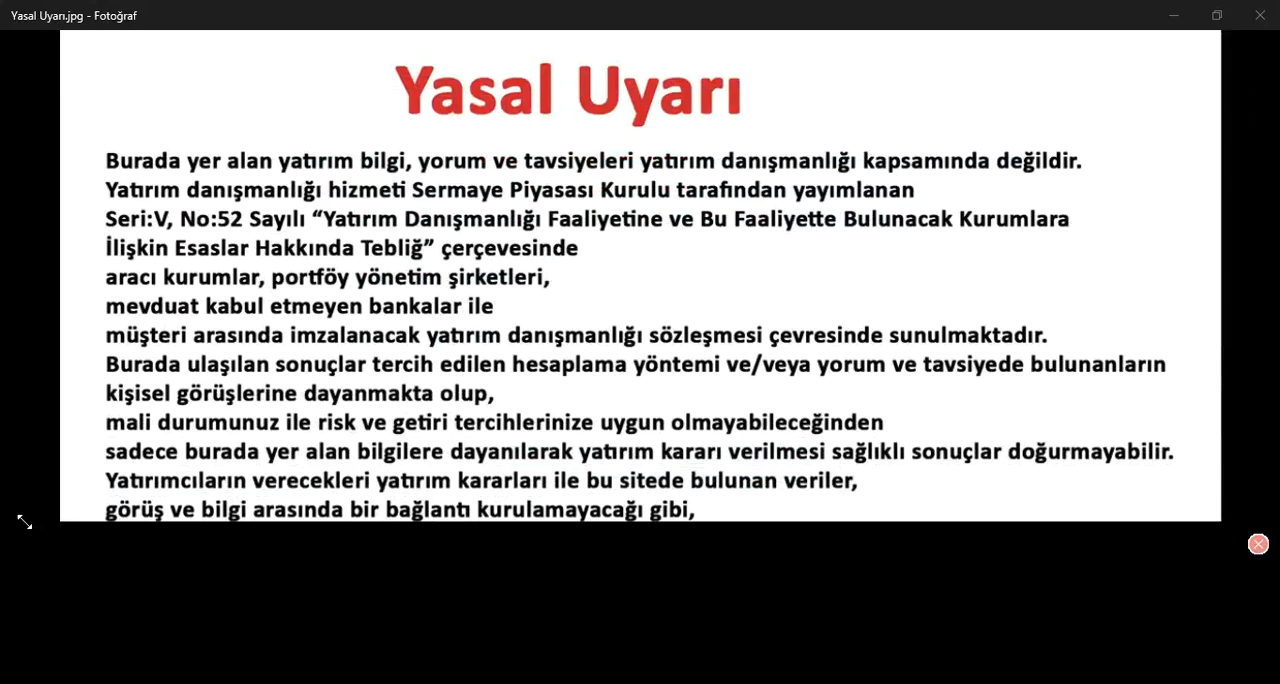 Yasal Uyarı.jpg - Fotoğraf
Yasal Uyarı
Burada yer alan yatırım bilgi, yorum ve tavsiyeleri yatırım danışmanlığı kapsamında değildir.
Yatırım danışmanlığı hizmeti Sermaye Piyasası Kurulu tarafından yayımlanan
Seri:V, No:52 Sayılı “Yatırım Danışmanlığı Faaliyetine ve Bu Faaliyette Bulunacak Kurumlara
İlişkin Esaslar Hakkında Tebliğ” çerçevesinde
aracı kurumlar, portföy yönetim şirketleri,
mevduat kabul etmeyen bankalar ile
müşteri arasında imzalanacak yatırım danışmanlığı sözleşmesi çevresinde sunulmaktadır.
Burada ulaşılan sonuçlar tercih edilen hesaplama yöntemi ve/veya yorum ve tavsiyede bulunanların
kişisel görüşlerine dayanmakta olup,
mali durumunuz ile risk ve getiri tercihlerinize uygun olmayabileceğinden
sadece burada yer alan bilgilere dayanılarak yatırım kararı verilmesi sağlıklı sonuçlar doğurmayabilir.
Yatırımcıların verecekleri yatırım kararları ile bu sitede bulunan veriler,
görüş ve bilgi arasında bir bağlantı kurulamayacağı gibi,